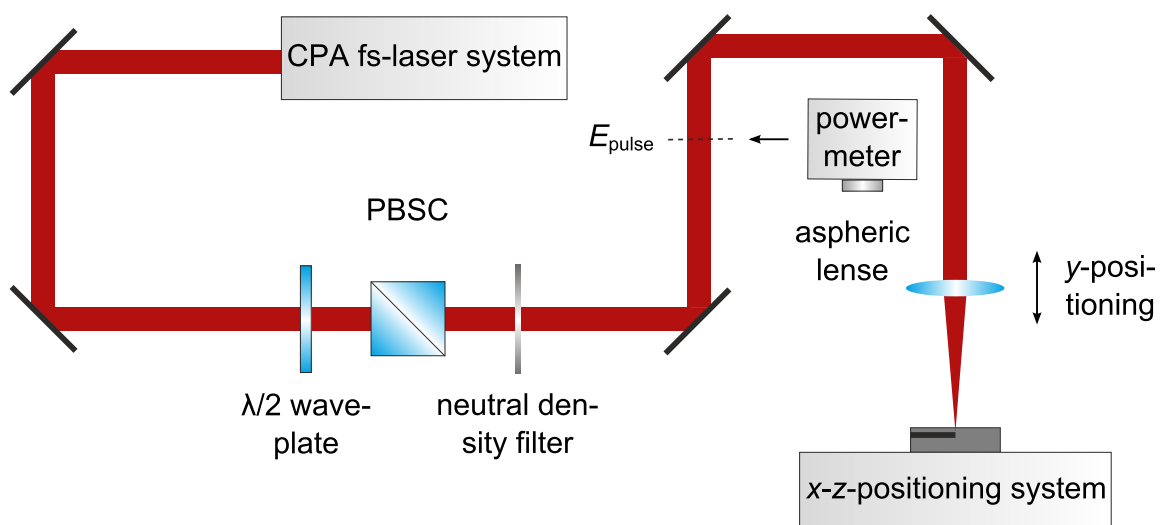 CPA fs-laser system
E_pulse
power-
meter
PBSC
aspheric
lense
y-posi-
tioning
λ/2 wave-
plate
neutral den-
sity filter
x-z-positioning system